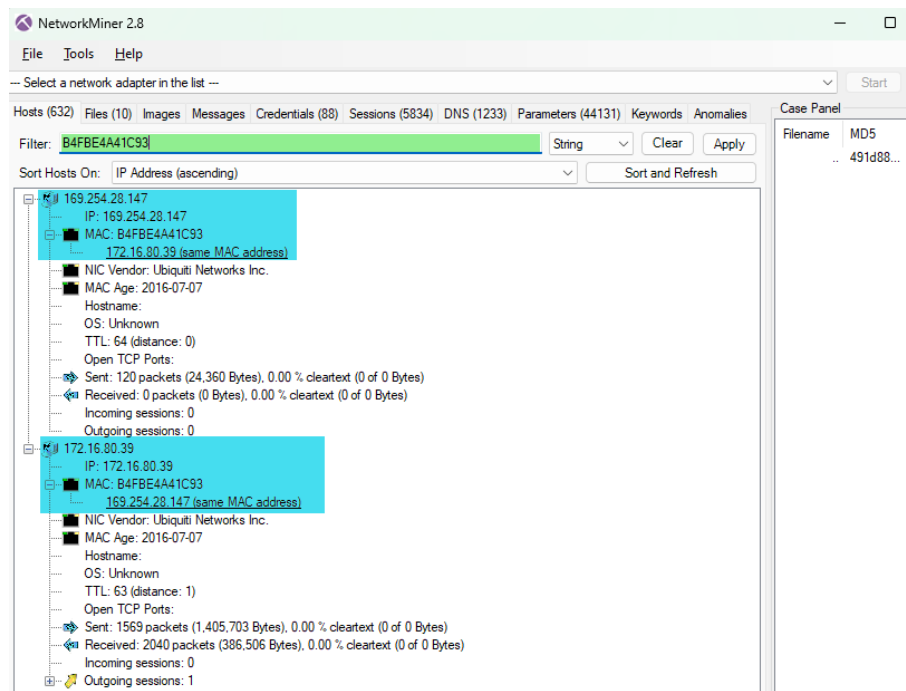 NetworkMiner 2.8
File Tools Help
--- Select a network adapter in the list ---
Start
Hosts (632) Files (10) Images Messages Credentials (88) Sessions (5834) DNS (1233) Parameters (44131) Keywords Anomalies
Case Panel
Filter: B4FBE4A41C93 String Clear Apply
Filename MD5
.. 491d88...
Sort Hosts On: IP Address (ascending) Sort and Refresh
169.254.28.147
IP: 169.254.28.147
MAC: B4FBE4A41C93
172.16.80.39 (same MAC address)
NIC Vendor: Ubiquiti Networks Inc.
MAC Age: 2016-07-07
Hostname:
OS: Unknown
TTL: 64 (distance: 0)
Open TCP Ports:
Sent: 120 packets (24,360 Bytes), 0.00 % cleartext (0 of 0 Bytes)
Received: 0 packets (0 Bytes), 0.00 % cleartext (0 of 0 Bytes)
Incoming sessions: 0
Outgoing sessions: 0
172.16.80.39
IP: 172.16.80.39
MAC: B4FBE4A41C93
169.254.28.147 (same MAC address)
NIC Vendor: Ubiquiti Networks Inc.
MAC Age: 2016-07-07
Hostname:
OS: Unknown
TTL: 63 (distance: 1)
Open TCP Ports:
Sent: 1569 packets (1,405,703 Bytes), 0.00 % cleartext (0 of 0 Bytes)
Received: 2040 packets (386,506 Bytes), 0.00 % cleartext (0 of 0 Bytes)
Incoming sessions: 0
Outgoing sessions: 1